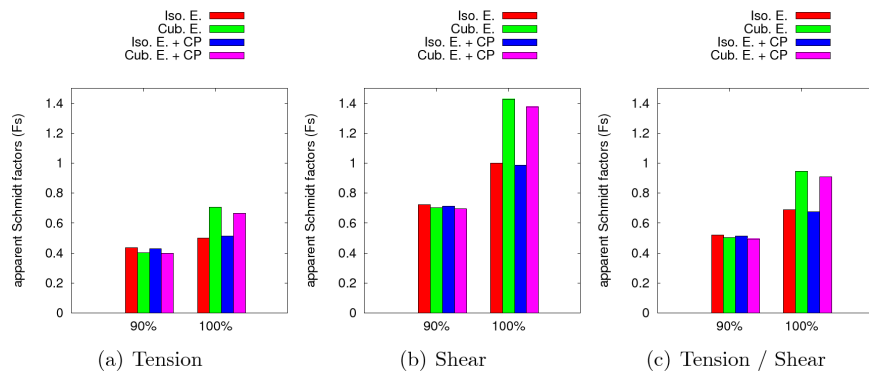 Iso. E.
Cub. E.
Iso. E. + CP
Cub. E. + CP
apparent Schmidt factors (Fs)
1.4
1.2
1
0.8
0.6
0.4
0.2
0
90%
100%
(a) Tension
Iso. E.
Cub. E.
Iso. E. + CP
Cub. E. + CP
apparent Schmidt factors (Fs)
1.4
1.2
1
0.8
0.6
0.4
0.2
0
90%
100%
(b) Shear
Iso. E.
Cub. E.
Iso. E. + CP
Cub. E. + CP
apparent Schmidt factors (Fs)
1.4
1.2
1
0.8
0.6
0.4
0.2
0
90%
100%
(c) Tension / Shear